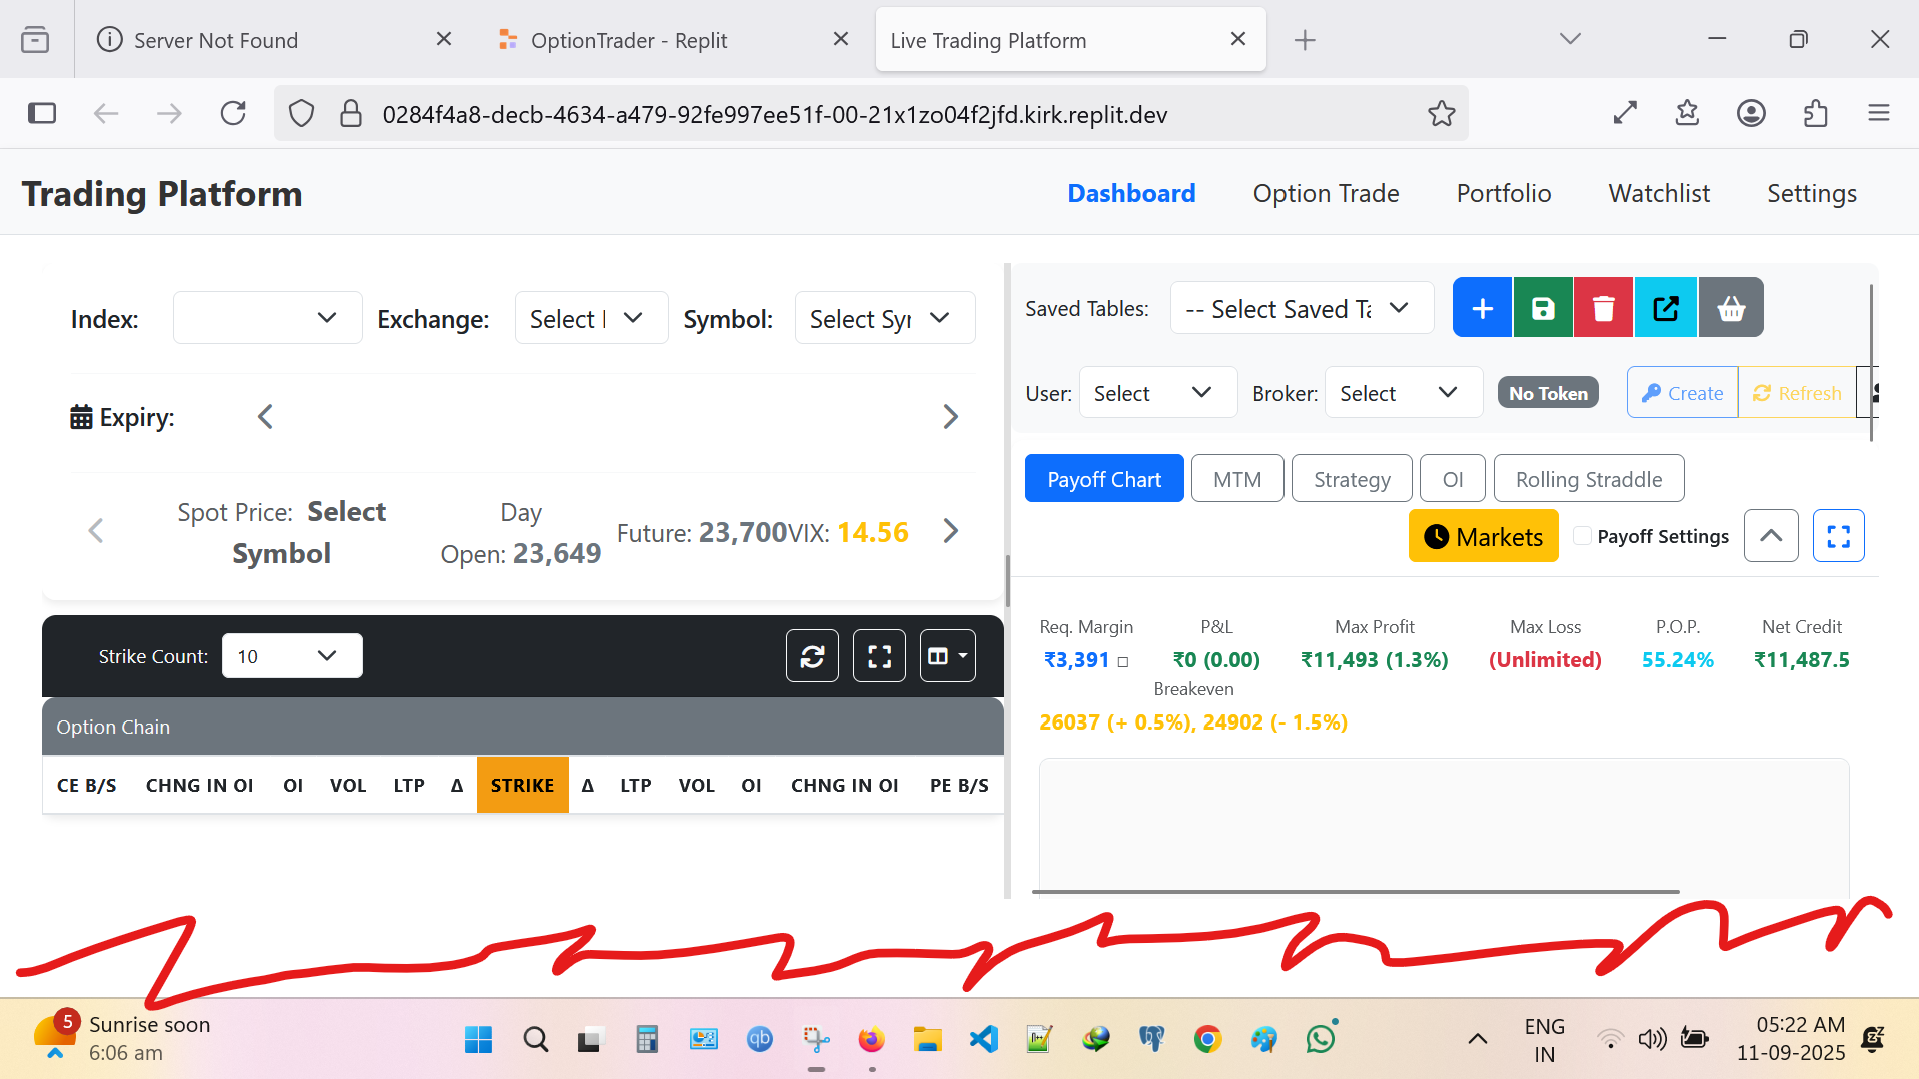 Server Not Found
OptionTrader - Replit
Live Trading Platform
0284f4a8-decb-4634-a479-92fe997ee51f-00-21x1zo04f2jfd.kirk.replit.dev
Trading Platform
Dashboard
Option Trade
Portfolio
Watchlist
Settings
Index:
Exchange:
Select
Symbol:
Select Syr
Expiry:
Spot Price: Select
Symbol
Day
Open: 23,649
Future: 23,700VIX: 14.56
Strike Count: 10
Option Chain
CE B/S CHNG IN OI OI VOL LTP Δ STRIKE Δ LTP VOL OI CHNG IN OI PE B/S
Saved Tables: -- Select Saved Ta
User: Select Broker: Select No Token Create Refresh
Payoff Chart MTM Strategy OI Rolling Straddle
Markets Payoff Settings
Req. Margin P&L Max Profit Max Loss P.O.P. Net Credit
₹3,391 ₹0 (0.00) ₹11,493 (1.3%) (Unlimited) 55.24% ₹11,487.5
Breakeven
26037 (+ 0.5%), 24902 (- 1.5%)
5
Sunrise soon
6:06 am
qb
ENG
IN
05:22 AM
11-09-2025